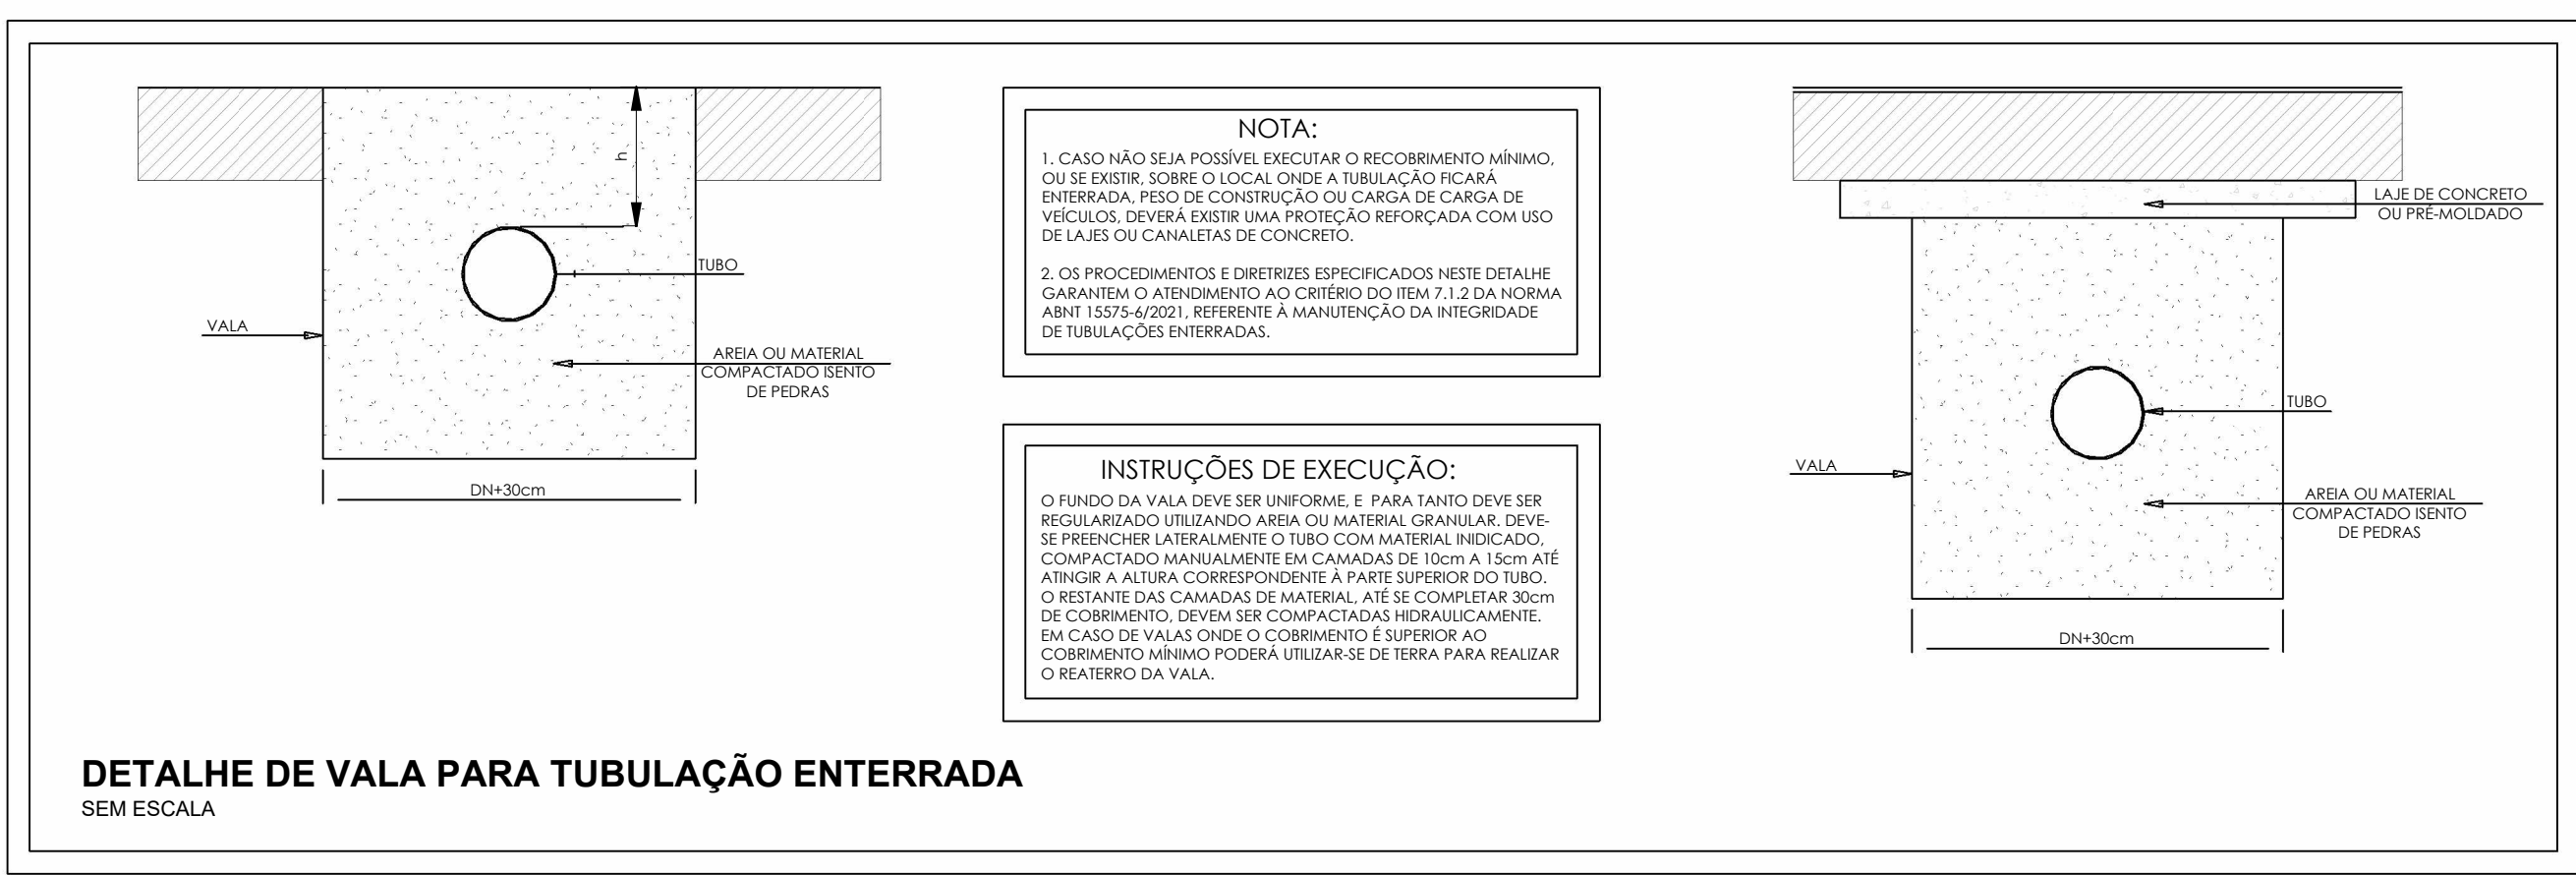 h
TUBO
VALA
AREIA OU MATERIAL
COMPACTADO ISENTO
DE PEDRAS
DN+30cm
NOTA:
1. CASO NÃO SEJA POSSÍVEL EXECUTAR O RECOBRIMENTO MÍNIMO,
OU SE EXISTIR, SOBRE O LOCAL ONDE A TUBULAÇÃO FICARÁ
ENTERRADA, PESO DE CONSTRUÇÃO OU CARGA DE CARGA DE
VEÍCULOS, DEVERÁ EXISTIR UMA PROTEÇÃO REFORÇADA COM USO
DE LAJES OU CANALETAS DE CONCRETO.
2. OS PROCEDIMENTOS E DIRETRIZES ESPECIFICADOS NESTE DETALHE
GARANTEM O ATENDIMENTO AO CRITÉRIO DO ITEM 7.1.2 DA NORMA
ABNT 15575-6/2021, REFERENTE À MANUTENÇÃO DA INTEGRIDADE
DE TUBULAÇÕES ENTERRADAS.
INSTRUÇÕES DE EXECUÇÃO:
O FUNDO DA VALA DEVE SER UNIFORME, E PARA TANTO DEVE SER
REGULARIZADO UTILIZANDO AREIA OU MATERIAL GRANULAR. DEVE-
SE PREENCHER LATERALMENTE O TUBO COM MATERIAL INIDICADO,
COMPACTADO MANUALMENTE EM CAMADAS DE 10cm A 15cm ATÉ
ATINGIR A ALTURA CORRESPONDENTE À PARTE SUPERIOR DO TUBO.
O RESTANTE DAS CAMADAS DE MATERIAL, ATÉ SE COMPLETAR 30cm
DE COBRIMENTO, DEVEM SER COMPACTADAS HIDRAULICAMENTE.
EM CASO DE VALAS ONDE O COBRIMENTO É SUPERIOR AO
COBRIMENTO MÍNIMO PODERÁ UTILIZAR-SE DE TERRA PARA REALIZAR
O REATERRO DA VALA.
LAJE DE CONCRETO
OU PRÉ-MOLDADO
TUBO
VALA
AREIA OU MATERIAL
COMPACTADO ISENTO
DE PEDRAS
DN+30cm
DETALHE DE VALA PARA TUBULAÇÃO ENTERRADA
SEM ESCALA